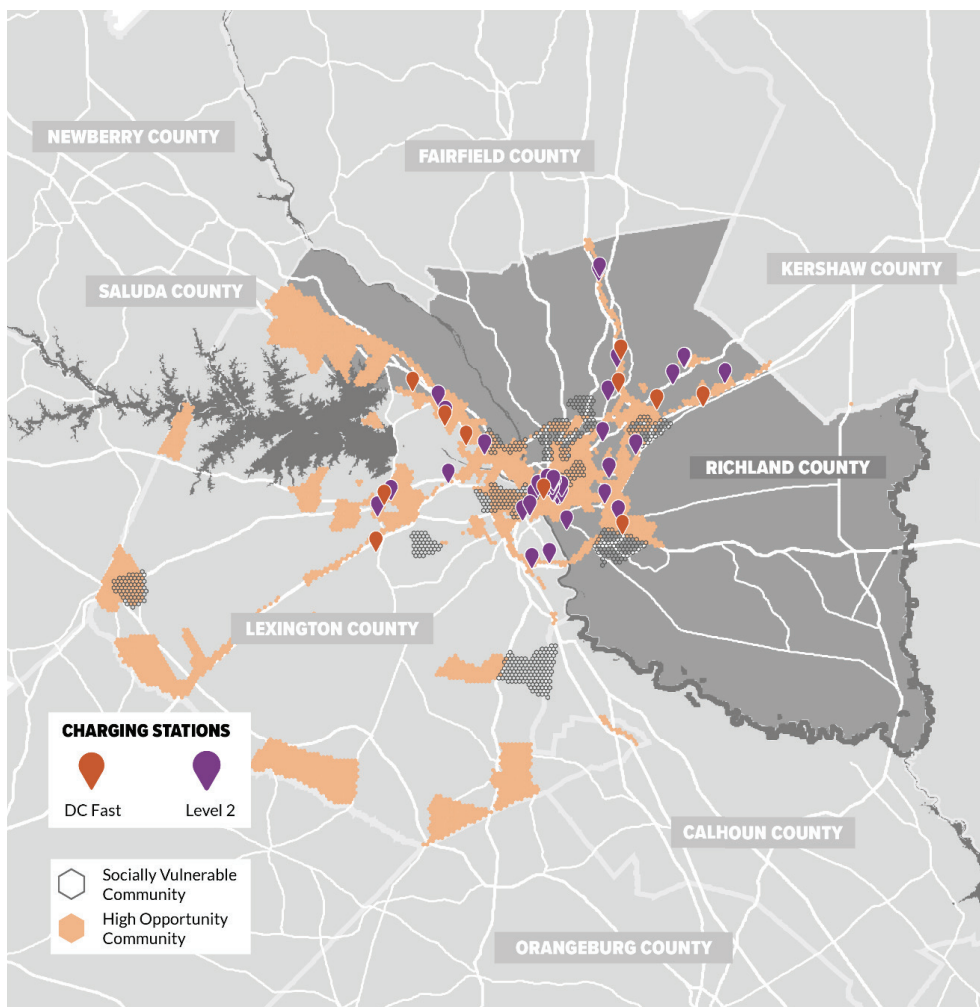 NEWBERRY COUNTY
FAIRFIELD COUNTY
KERSHAW COUNTY
SALUDA COUNTY
RICHLAND COUNTY
LEXINGTON COUNTY
CHARGING STATIONS
DC Fast
Level 2
CALHOUN COUNTY
Socially Vulnerable
Community
High Opportunity
Community
ORANGEBURG COUNTY